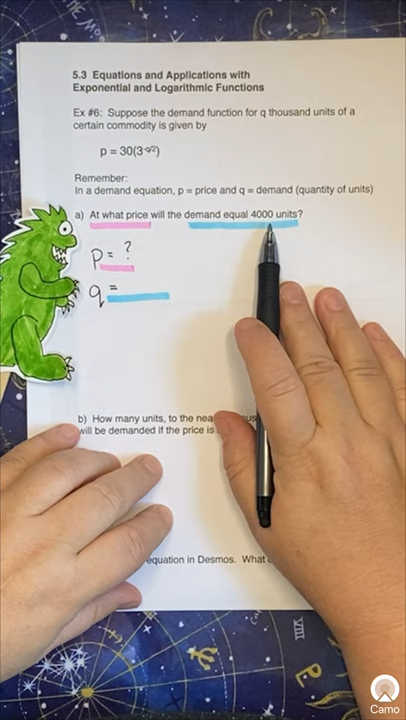 5.3 Equations and Applications with
Exponential and Logarithmic Functions
Ex #6: Suppose the demand function for q thousand units of a
certain commodity is given by
p = 30(3^-q/2)
Remember:
In a demand equation, p = price and q = demand (quantity of units)
a) At what price will the demand equal 4000 units?
p = ?
q =
b) How many units, to the
will be demanded if the price is
equation in Desmos. What
VIII
Camo